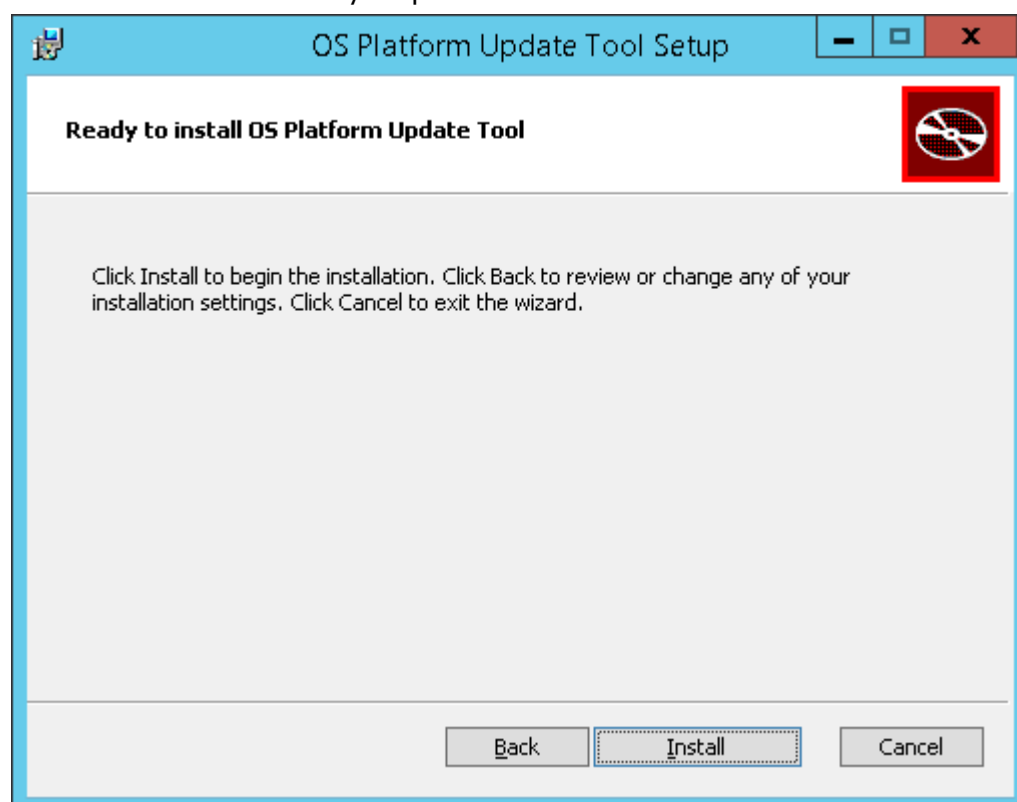 OS Platform Update Tool Setup
Ready to install OS Platform Update Tool
Click Install to begin the installation. Click Back to review or change any of your
installation settings. Click Cancel to exit the wizard.
Back Install Cancel